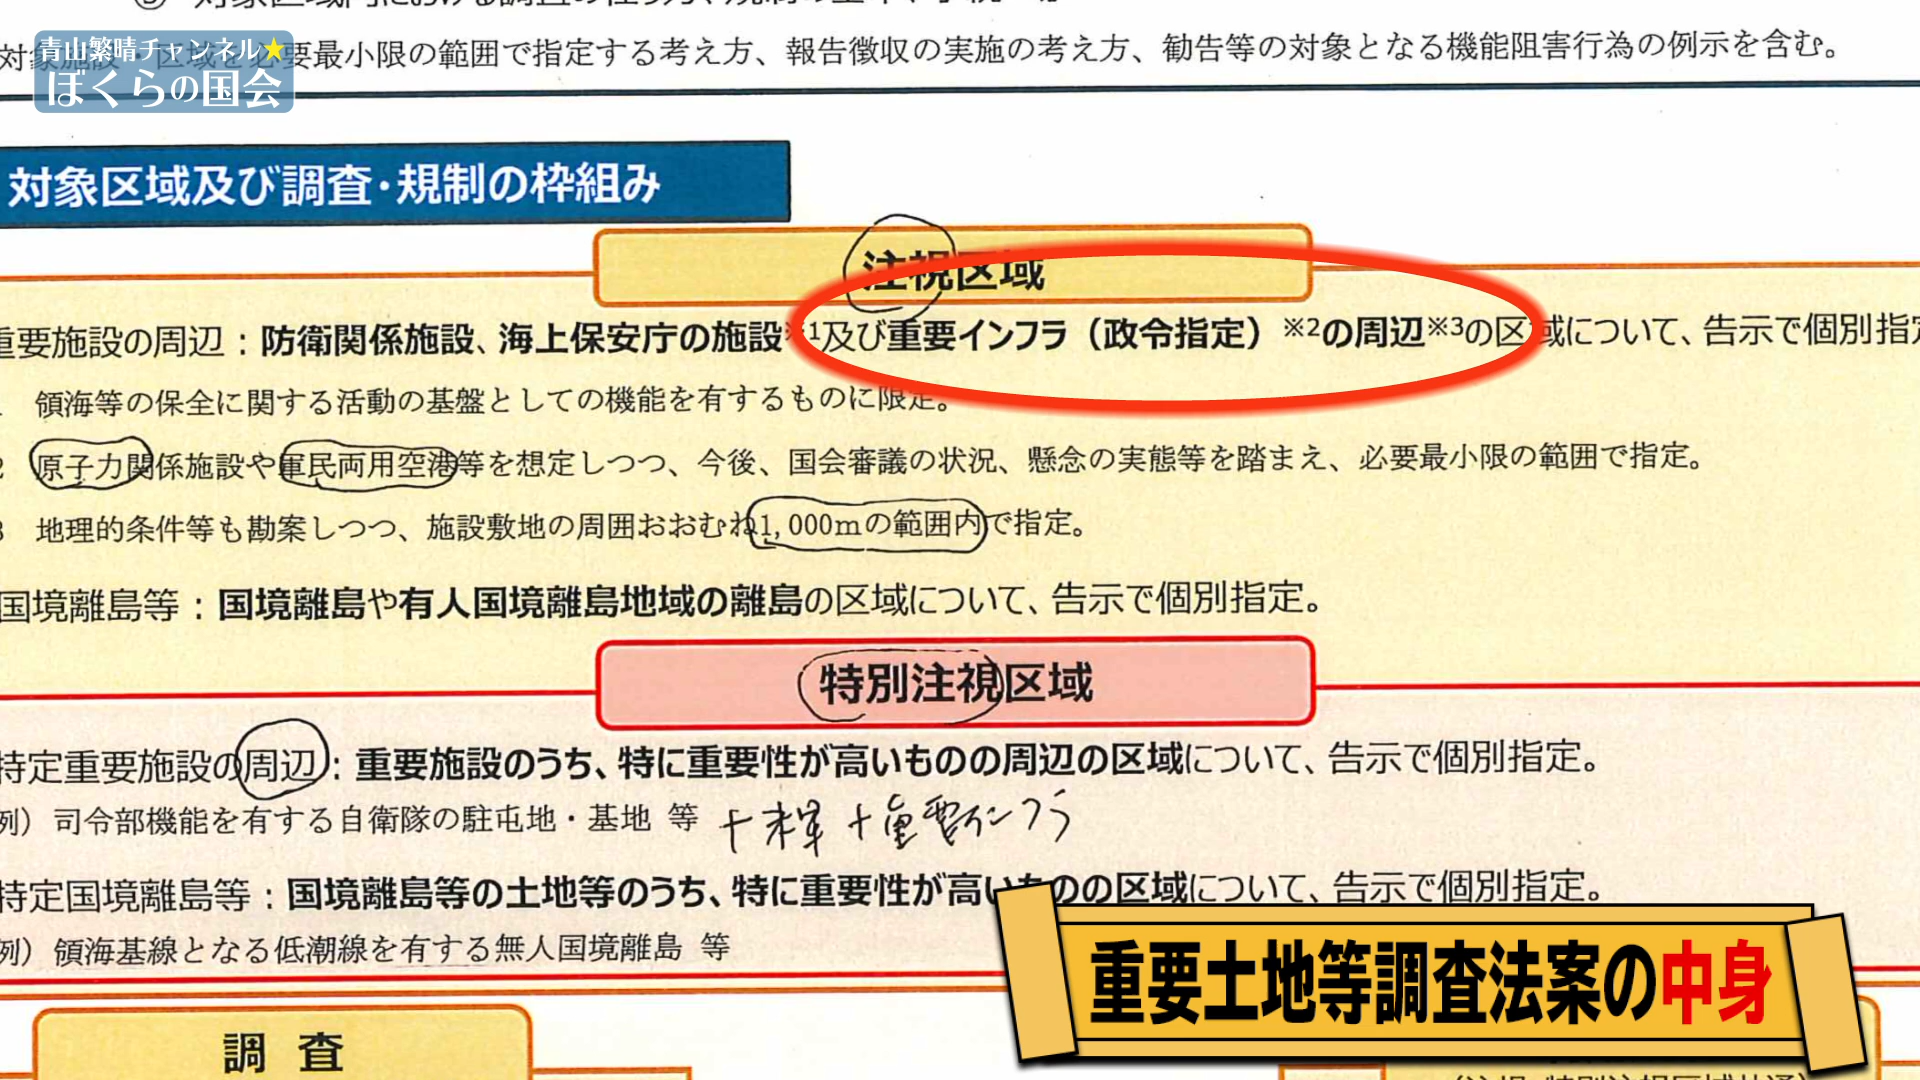 青山繁晴チャンネル★
ぼくらの国会
要最小限の範囲で指定する考え方、報告徴収の実施の考え方、勧告等の対象となる機能阻害行為の例示を含む。
対象区域及び調査・規制の枠組み
注視区域
重要施設の周辺：防衛関係施設、海上保安庁の施設※1及び重要インフラ（政令指定）※2の周辺※3の区域について、告示で個別指定
領海等の保全に関する活動の基盤としての機能を有するものに限定。
2 原子力関係施設や軍民両用空港等を想定しつつ、今後、国会審議の状況、懸念の実態等を踏まえ、必要最小限の範囲で指定。
3 地理的条件等も勘案しつつ、施設敷地の周囲おおむね1,000mの範囲内で指定。
国境離島等：国境離島や有人国境離島地域の離島の区域について、告示で個別指定。
特別注視区域
特定重要施設の周辺：重要施設のうち、特に重要性が高いものの周辺の区域について、告示で個別指定。
例）司令部機能を有する自衛隊の駐屯地・基地 等 +米軍 +重要インフラ
特定国境離島等：国境離島等の土地等のうち、特に重要性が高いものの区域について、告示で個別指定。
例）領海基線となる低潮線を有する無人国境離島 等
重要土地等調査法案の中身
調 査